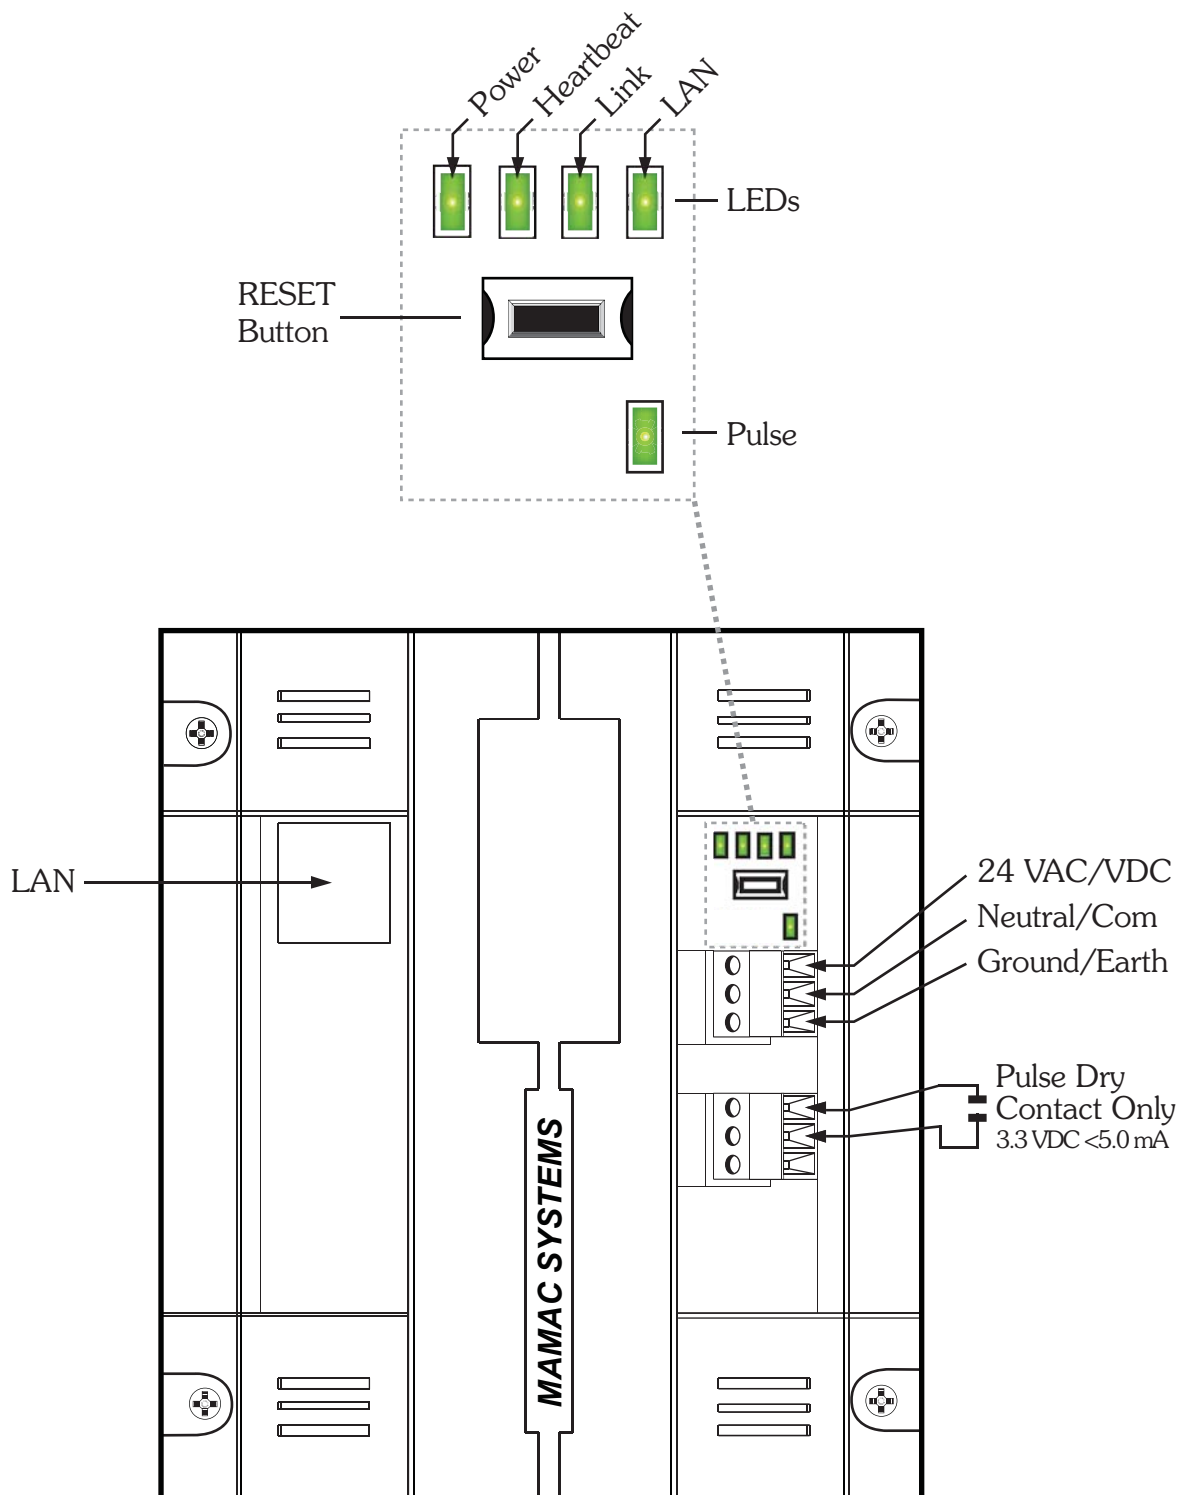 Power
Heartbeat
Link
LAN
LEDs
RESET
Button
Pulse
LAN
24 VAC/VDC
Neutral/Com
Ground/Earth
Pulse Dry
Contact Only
3.3 VDC <5.0 mA
MAMAC SYSTEMS